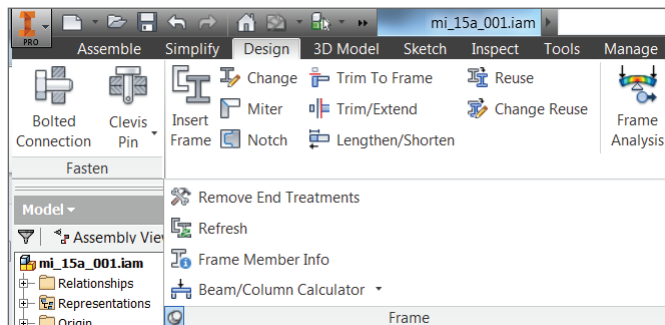 PRO
mi_15a_001.iam
Assemble Simplify Design 3D Model Sketch Inspect Tools Manage
Bolted Connection
Clevis Pin
Fasten
Insert Frame
Change
Miter
Notch
Trim To Frame
Trim/Extend
Lengthen/Shorten
Reuse
Change Reuse
Frame Analysis
Remove End Treatments
Refresh
Frame Member Info
Beam/Column Calculator
Frame
Model
Assembly Vie
mi_15a_001.iam
Relationships
Representations
Origin